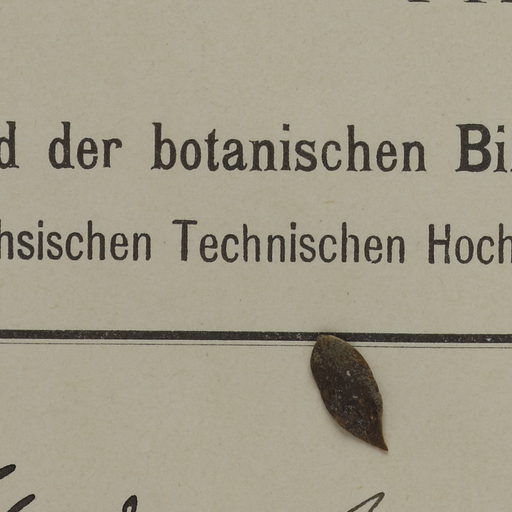 d der botanischen Bi
hsischen Technischen Hoch